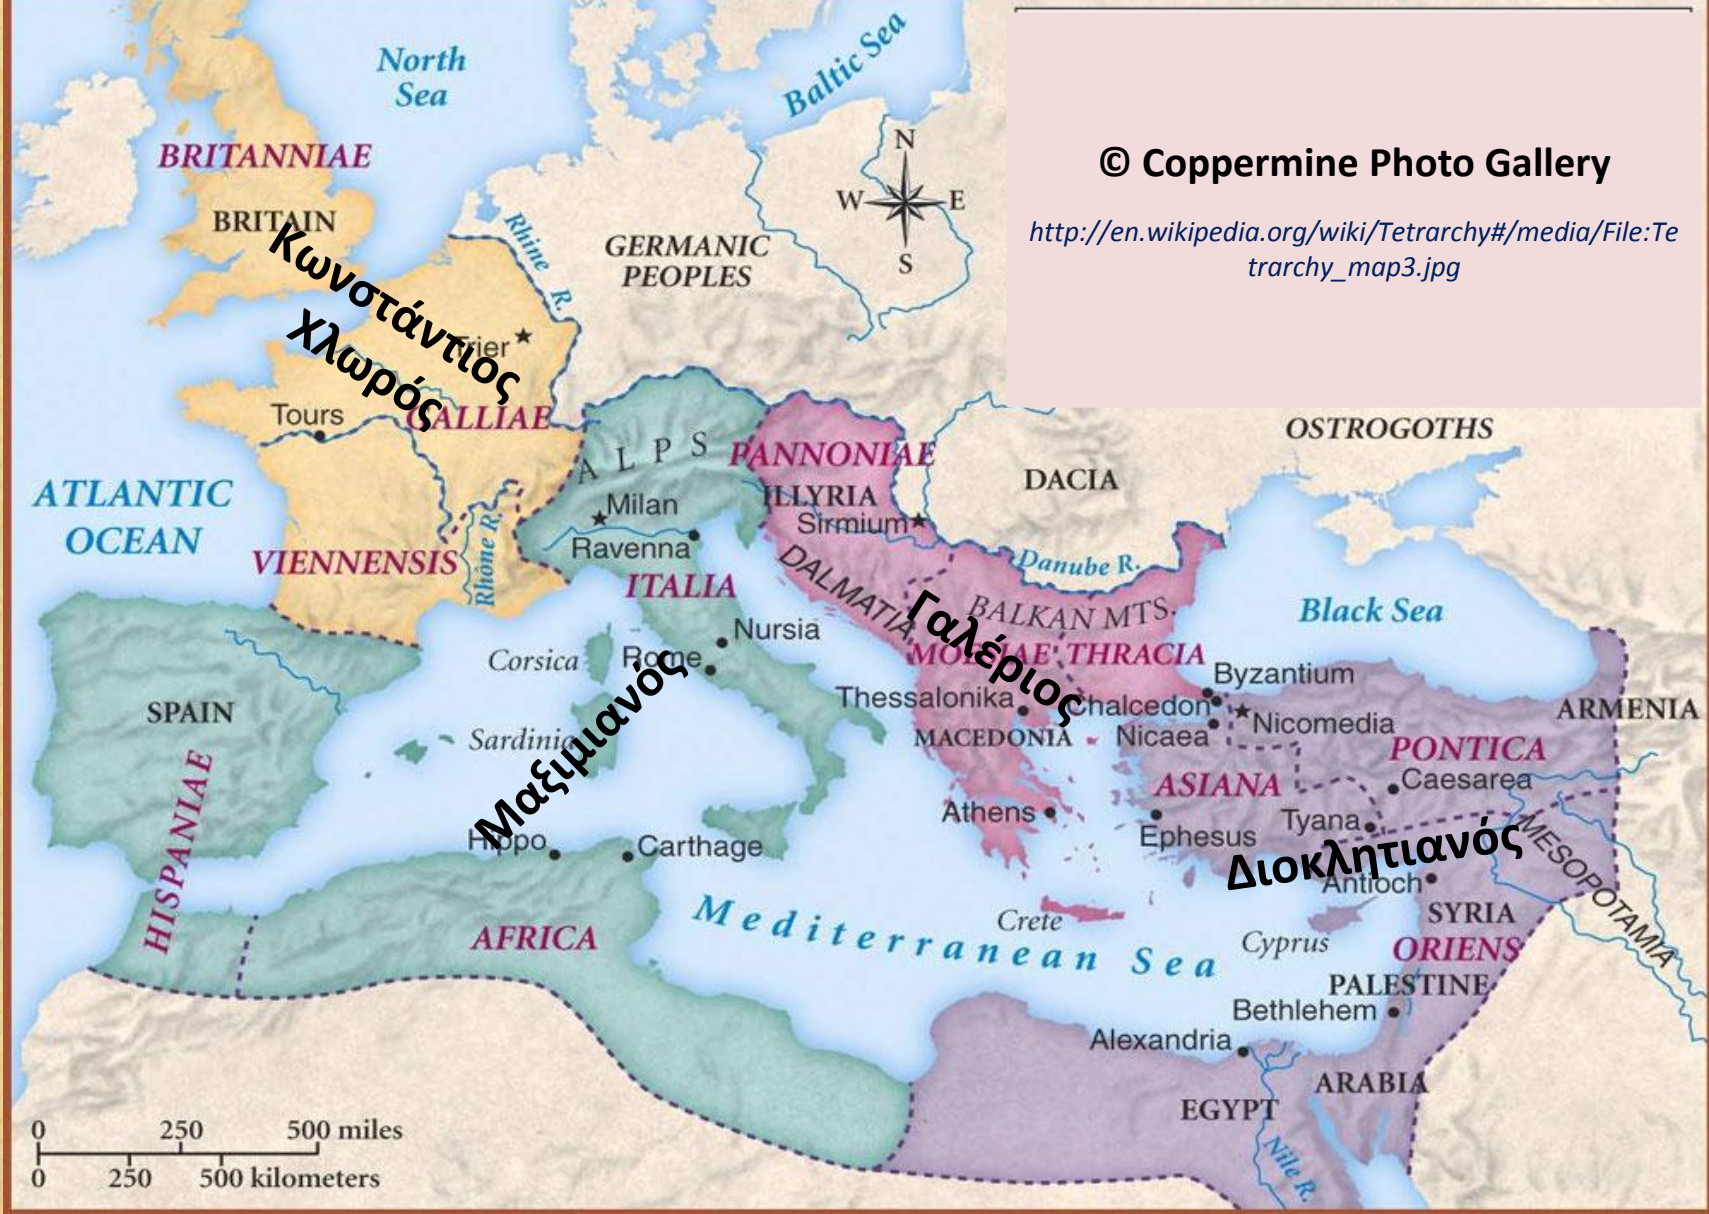 North
Sea
Baltic Sea
© Coppermine Photo Gallery
http://en.wikipedia.org/wiki/Tetrarchy#/media/File:Te
trarchy_map3.jpg
N
W E
S
BRITANNIAE
BRITAIN
Rhine R.
GERMANIC
PEOPLES
Κωνστάντιος
Χλωρός
Trier
Tours
GALLIAE
ATLANTIC
OCEAN
VIENNENSIS
Rhône R.
ALPS
Milan
Ravenna
ITALIA
PANNONIAE
ILLYRIA
Sirmium
DALMATIA
DACIA
OSTROGOTHS
Danube R.
BALKAN MTS.
Black Sea
Γαλέριος
MOESIAE
THRACIA
Corsica
Nursia
Rome
Μαξιμιανός
Sardinia
SPAIN
HISPANIAE
Thessalonika
MACEDONIA
Athens
Byzantium
Chalcedon
Nicomedia
Nicaea
ARMENIA
PONTICA
ASIANA
Caesarea
Ephesus
Tyana
Διοκλητιανός
MESOPOTAMIA
Antioch
Hippo
Carthage
AFRICA
Mediterranean Sea
Crete
Cyprus
SYRIA
ORIENS
PALESTINE
Bethlehem
Alexandria
ARABIA
EGYPT
Nile R.
0 250 500 miles
0 250 500 kilometers